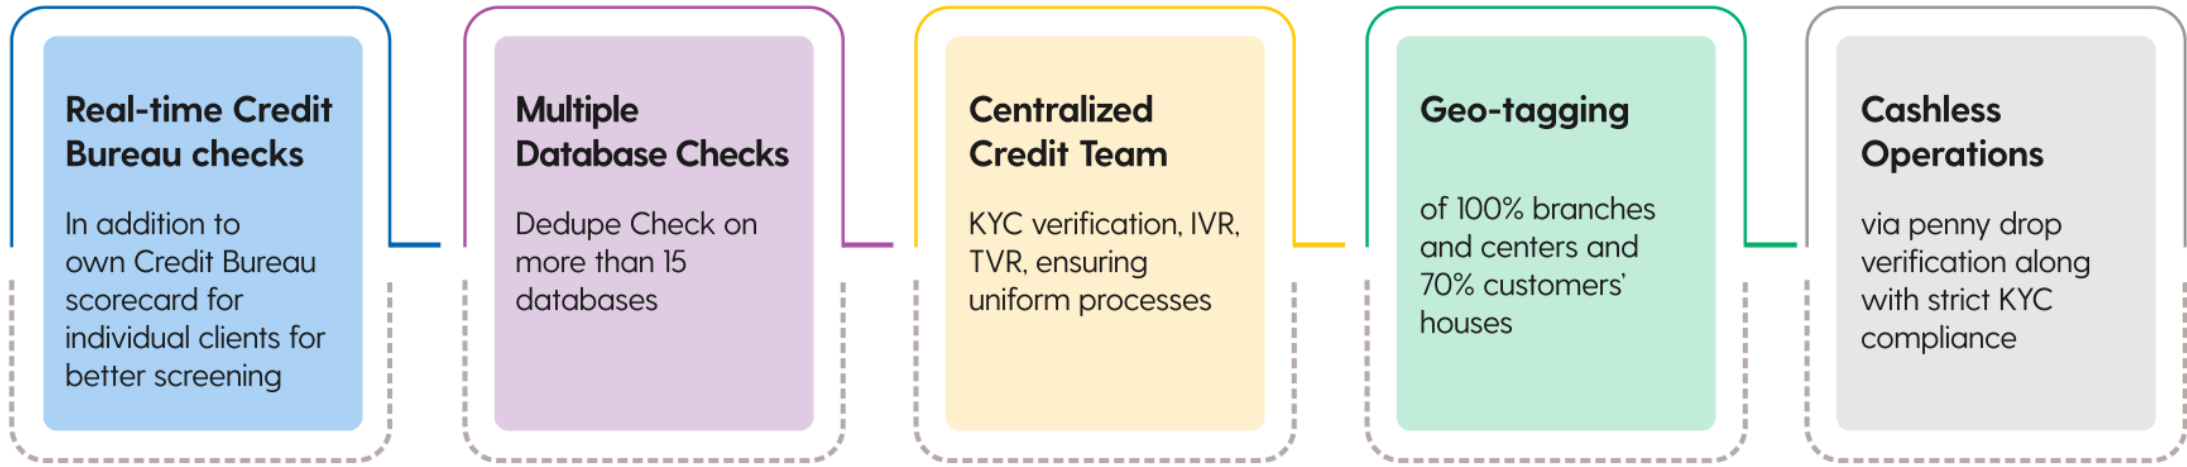 Real-time Credit
Bureau checks
In addition to
own Credit Bureau
scorecard for
individual clients for
better screening
Multiple
Database Checks
Dedupe Check on
more than 15
databases
Centralized
Credit Team
KYC verification, IVR,
TVR, ensuring
uniform processes
Geo-tagging
of 100% branches
and centers and
70% customers’
houses
Cashless
Operations
via penny drop
verification along
with strict KYC
compliance